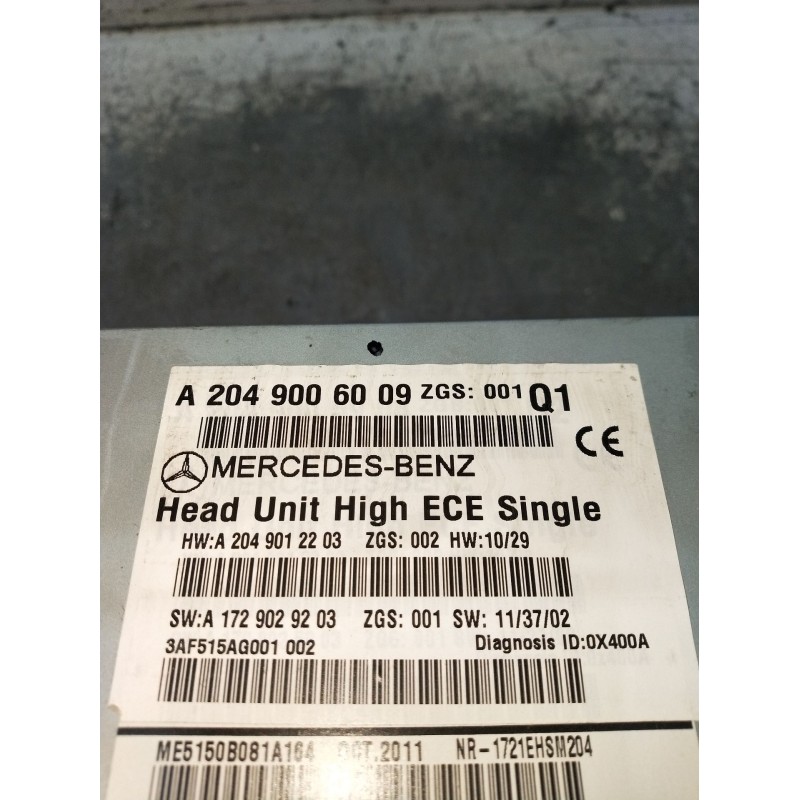 A 204 900 60 09 ZGS: 001 Q1
CE
MERCEDES-BENZ
Head Unit High ECE Single
HW:A 204 901 22 03 ZGS: 002 HW:10/29
SW:A 172 902 92 03 ZGS: 001 SW: 11/37/02
3AF515AG001 002 Diagnosis ID:0X400A
ME5150B081A164 OCT.2011 NR-1721EHSM204